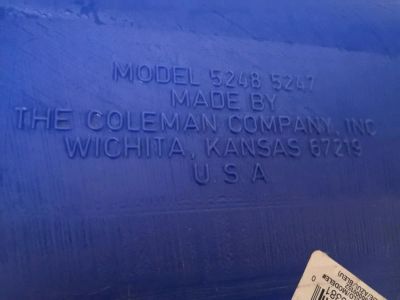 MODEL 5248 5247
MADE BY
THE COLEMAN COMPANY, INC
WICHITA, KANSAS 67219
U.S.A